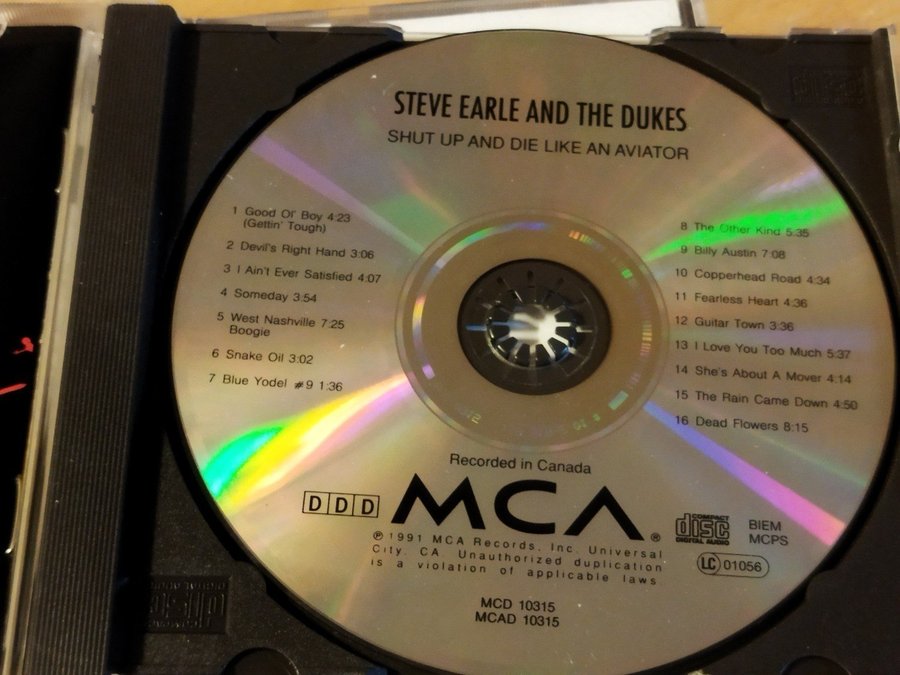 STEVE EARLE AND THE DUKES
SHUT UP AND DIE LIKE AN AVIATOR
1 Good Ol' Boy 4:23
(Gettin' Tough)
2 Devil's Right Hand 3:06
3 I Ain't Ever Satisfied 4:07
4 Someday 3:54
5 West Nashville 7:25
Boogie
6 Snake Oil 3:02
7 Blue Yodel #9 1:36
8 The Other Kind 5:35
9 Billy Austin 7:08
10 Copperhead Road 4:34
11 Fearless Heart 4:36
12 Guitar Town 3:36
13 I Love You Too Much 5:37
14 She's About A Mover 4:14
15 The Rain Came Down 4:50
16 Dead Flowers 8:15
Recorded in Canada
DDD
MCA®
℗ 1991 MCA Records, Inc. Universal
City, CA. Unauthorized duplication
is a violation of applicable laws.
COMPACT
disc
DIGITAL AUDIO
BIEM
MCPS
LC 01056
MCD 10315
MCAD 10315